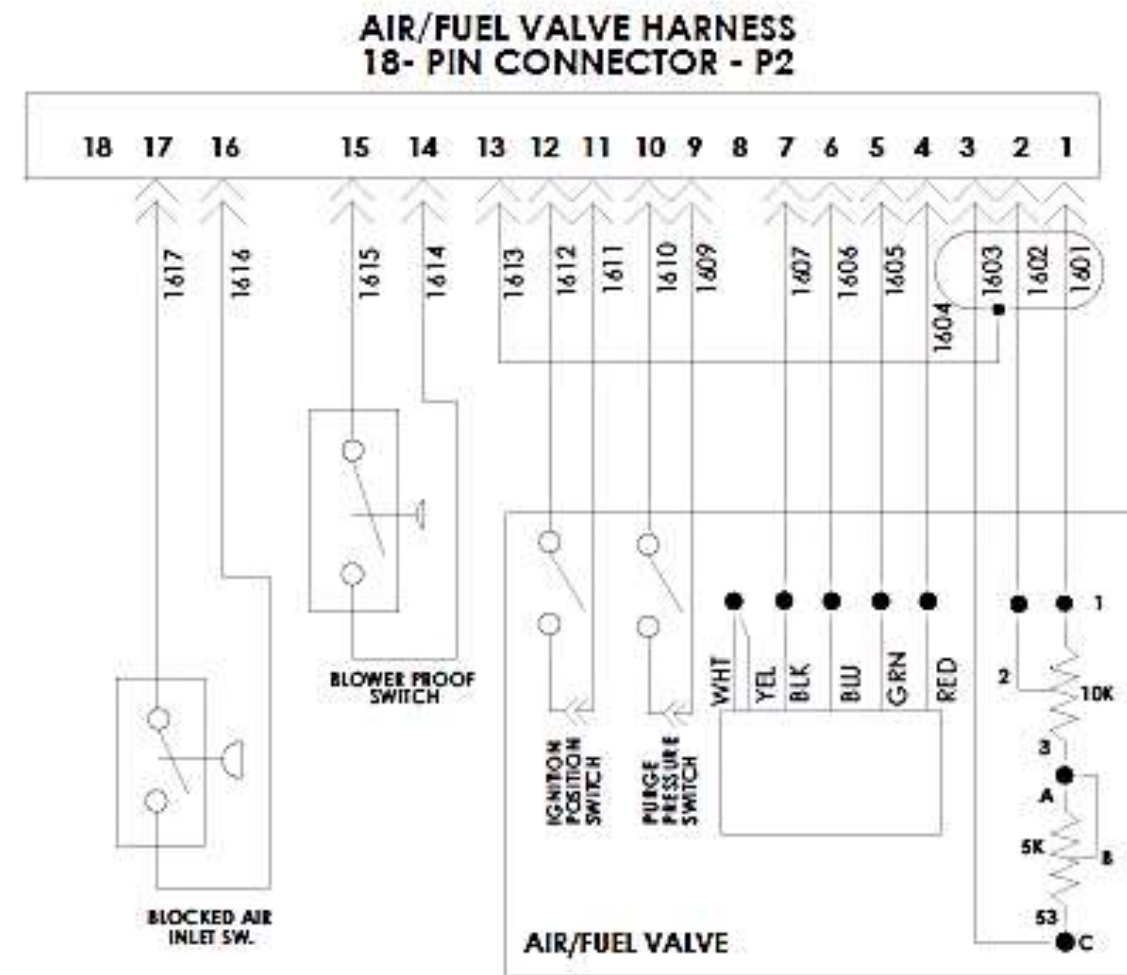 AIR/FUEL VALVE HARNESS
18- PIN CONNECTOR - P2
18 17 16 15 14 13 12 11 10 9 8 7 6 5 4 3 2 1
1617
1616
1615
1614
1613
1612
1611
1610
1609
1607
1606
1605
1604
1603
1602
1601
BLOWER PROOF
SWITCH
WHT
YEL
BLK
BLU
GRN
RED
1
2
10K
3
A
5K
B
53
C
IGNITION
POSITION
SWITCH
PURGE
PRESSURE
SWITCH
BLOCKED AIR
INLET SW.
AIR/FUEL VALVE